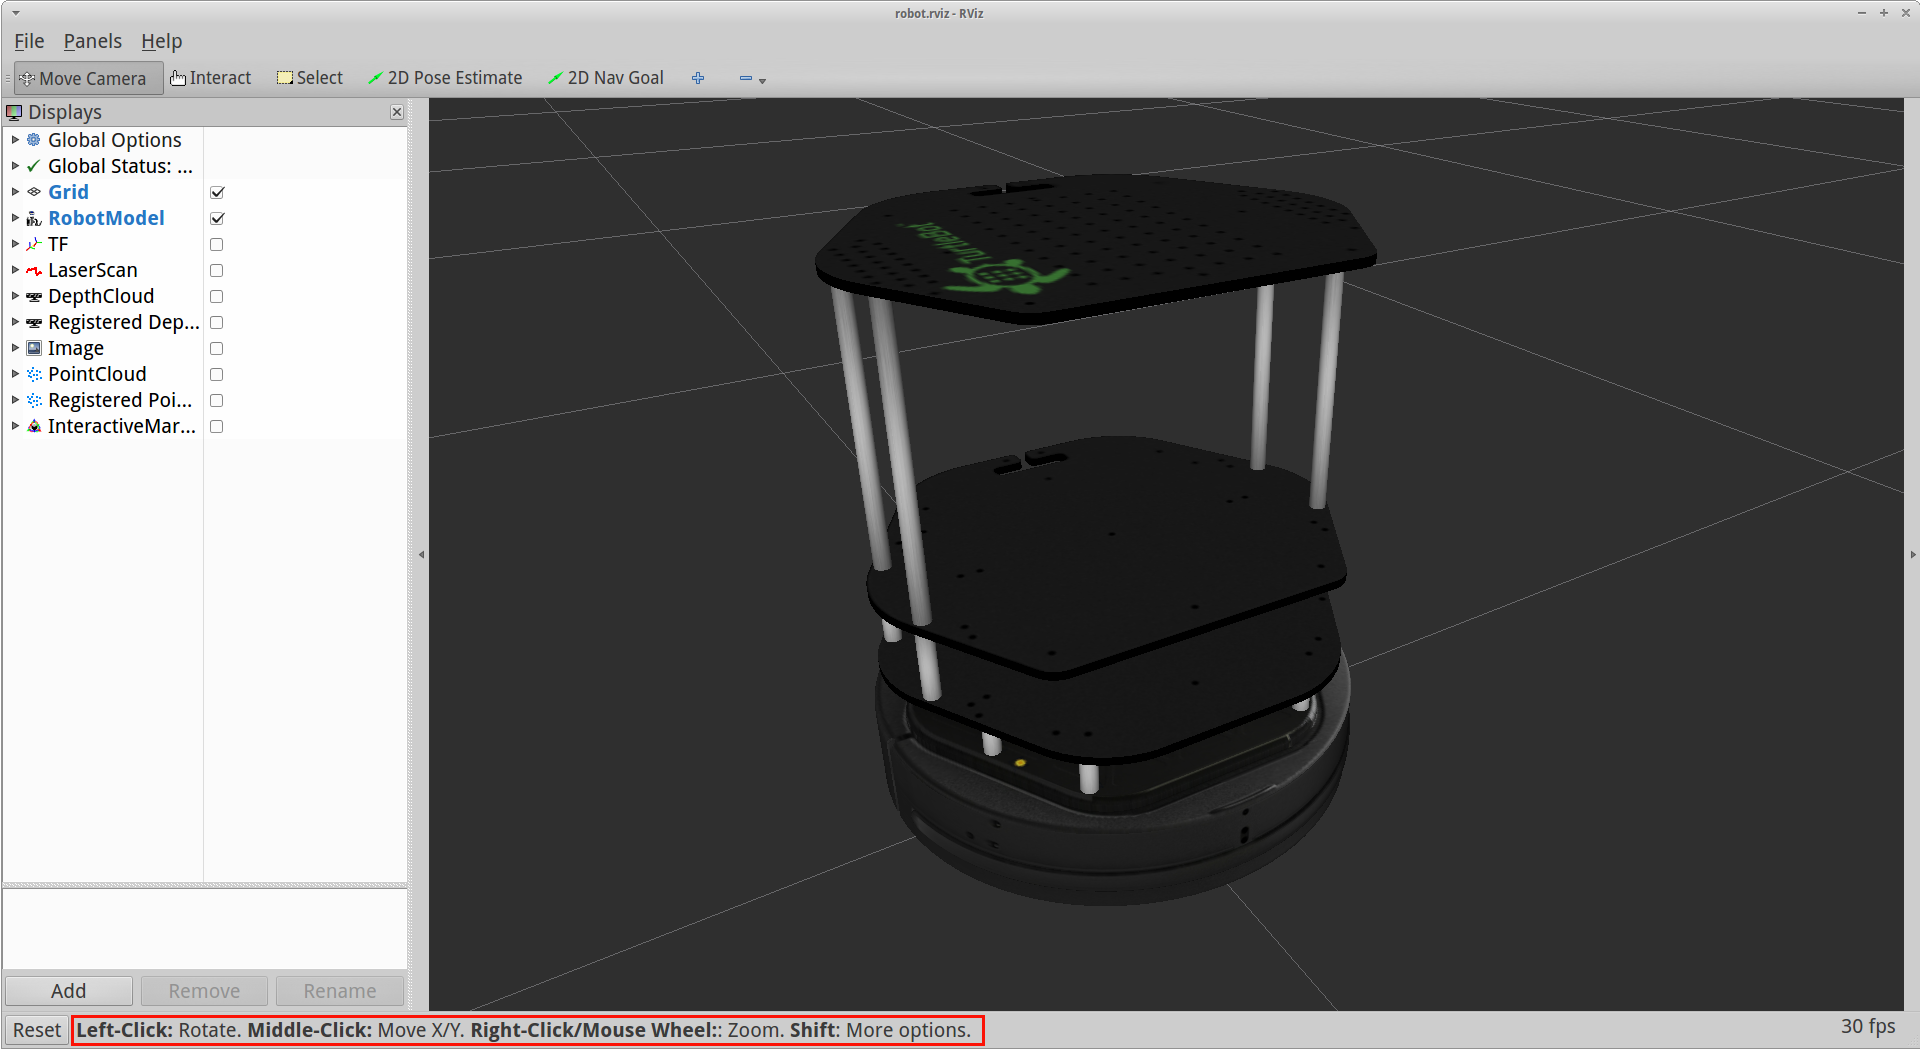 robot.rviz - RViz
File Panels Help
Move Camera Interact Select 2D Pose Estimate 2D Nav Goal
Displays
Global Options
Global Status: ...
Grid
RobotModel
TF
LaserScan
DepthCloud
Registered Dep...
Image
PointCloud
Registered Poi...
InteractiveMar...
TurtleBot
Add Remove Rename
Reset Left-Click: Rotate. Middle-Click: Move X/Y. Right-Click/Mouse Wheel:: Zoom. Shift: More options. 30 fps